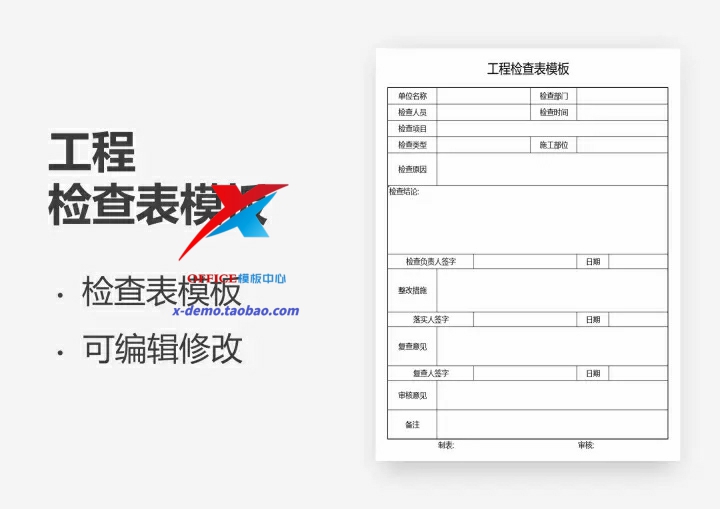 工程
检查表模板
OFFICE模板中心
· 检查表模板
x-demo.taobao.com
· 可编辑修改
工程检查表模板
单位名称 检查部门
检查人员 检查时间
检查项目
检查类型 施工部位
检查原因
检查结论:
检查负责人签字 日期
整改措施
落实人签字 日期
复查意见
复查人签字 日期
审核意见
备注
制表: 审核: